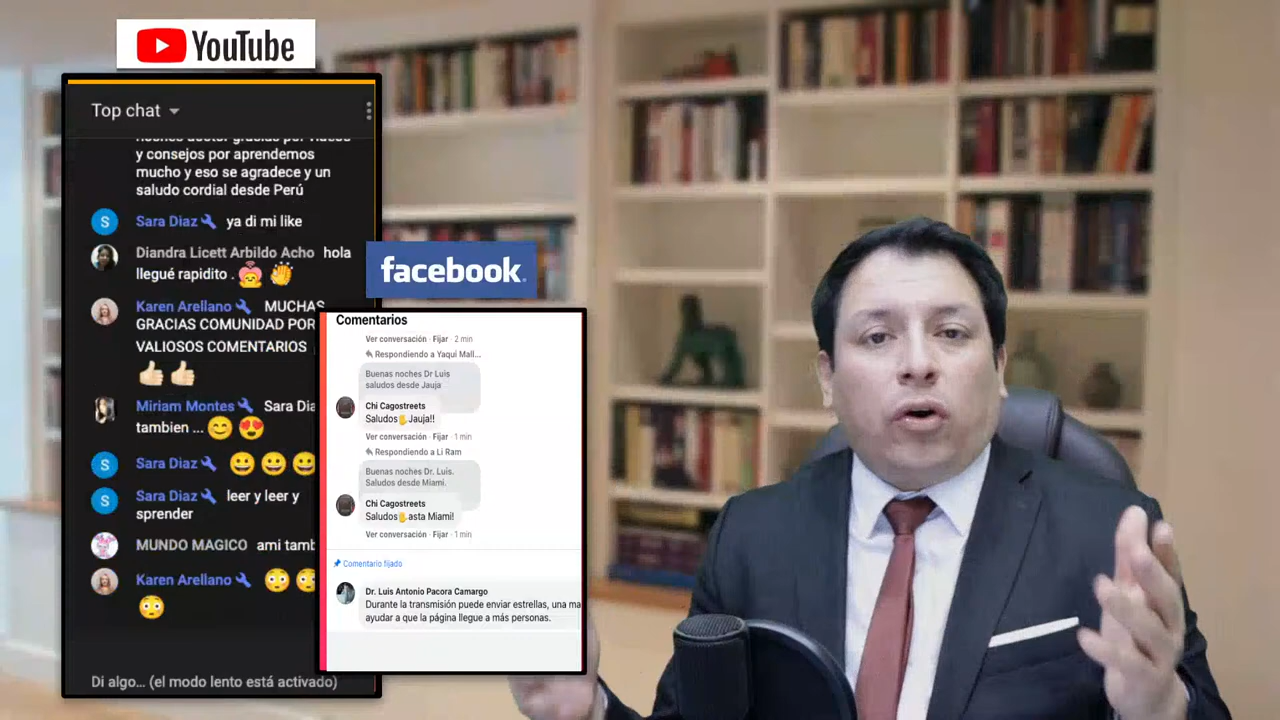 YouTube
Top chat
y consejos por aprendemos
mucho y eso se agradece y un
saludo cordial desde Perú
S Sara Diaz ya di mi like
Diandra Licett Arbildo Acho hola
llegué rapidito .
Karen Arellano MUCHAS
GRACIAS COMUNIDAD POR
VALIOSOS COMENTARIOS
Miriam Montes Sara Dia
tambien ...
S Sara Diaz
S Sara Diaz leer y leer y
sprender
MUNDO MAGICO ami tamb
Karen Arellano
Di algo... (el modo lento está activado)
facebook
Comentarios
Ver conversación · Fijar · 2 min
Respondiendo a Yaqui Mall...
Buenas noches Dr Luis
saludos desde Jauja
Chi Cagostreets
Saludos🖐Jauja!!
Ver conversación · Fijar · 1 min
Respondiendo a Li Ram
Buenas noches Dr. Luis.
Saludos desde Miami.
Chi Cagostreets
Saludos🖐asta Miami!
Ver conversación · Fijar · 1 min
Comentario fijado
Dr. Luis Antonio Pacora Camargo
Durante la transmisión puede enviar estrellas, una ma
ayudar a que la página llegue a más personas.